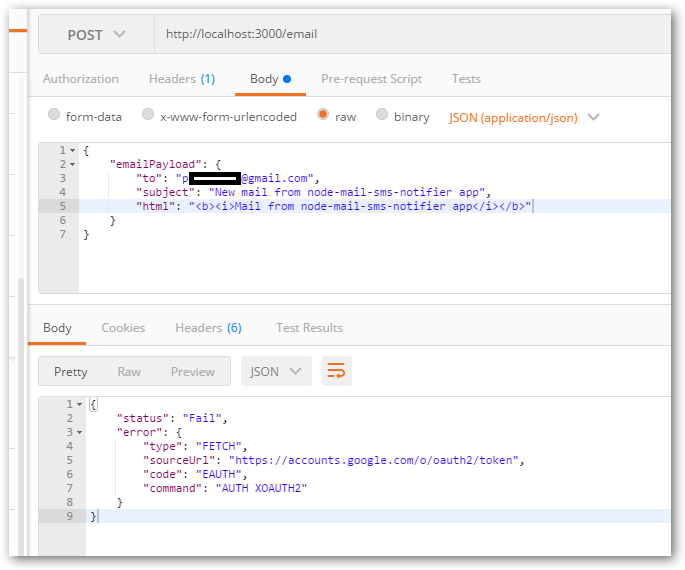 POST http://localhost:3000/email
Authorization Headers (1) Body Pre-request Script Tests
form-data x-www-form-urlencoded raw binary JSON (application/json)
1 {
2 "emailPayload": {
3 "to": "p @gmail.com",
4 "subject": "New mail from node-mail-sms-notifier app",
5 "html": "<b><i>Mail from node-mail-sms-notifier app</i></b>"
6 }
7 }
Body Cookies Headers (6) Test Results
Pretty Raw Preview JSON
1 {
2 "status": "Fail",
3 "error": {
4 "type": "FETCH",
5 "sourceUrl": "https://accounts.google.com/o/oauth2/token",
6 "code": "EAUTH",
7 "command": "AUTH XOAUTH2"
8 }
9 }